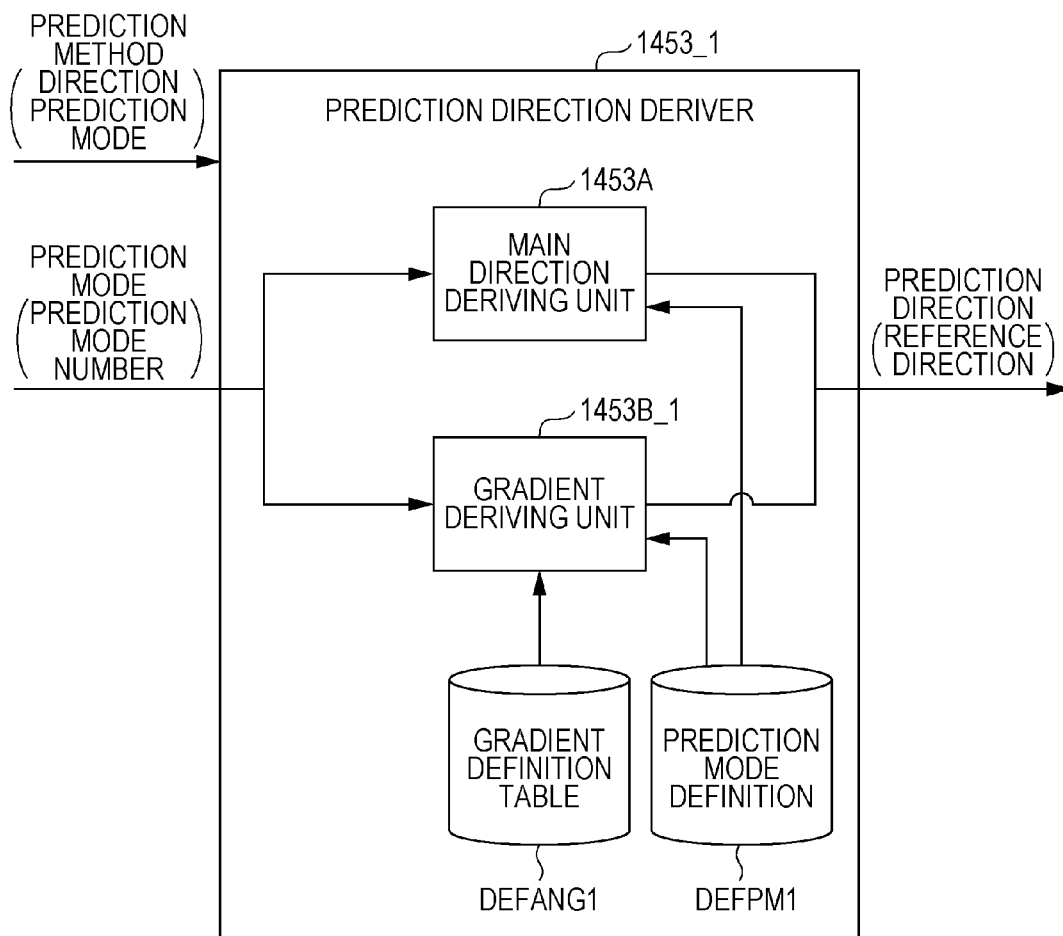 PREDICTION
METHOD
(DIRECTION
PREDICTION
MODE)
1453_1
PREDICTION DIRECTION DERIVER
1453A
MAIN
DIRECTION
DERIVING UNIT
PREDICTION
MODE
(PREDICTION
MODE
NUMBER)
PREDICTION
DIRECTION
(REFERENCE
DIRECTION)
1453B_1
GRADIENT
DERIVING UNIT
GRADIENT
DEFINITION
TABLE
PREDICTION
MODE
DEFINITION
DEFANG1
DEFPM1